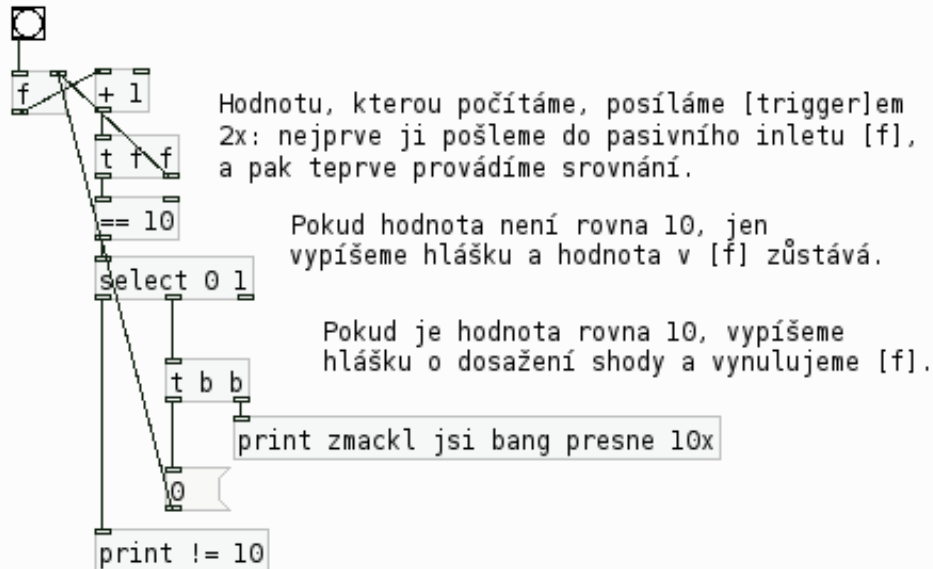 f
+ 1
Hodnotu, kterou počítáme, posíláme [trigger]em
2x: nejprve ji pošleme do pasivního inletu [f],
a pak teprve provádíme srovnání.
t f f
== 10
Pokud hodnota není rovna 10, jen
vypíšeme hlášku a hodnota v [f] zůstává.
select 0 1
Pokud je hodnota rovna 10, vypíšeme
hlášku o dosažení shody a vynulujeme [f].
t b b
print zmackl jsi bang presne 10x
0
print != 10